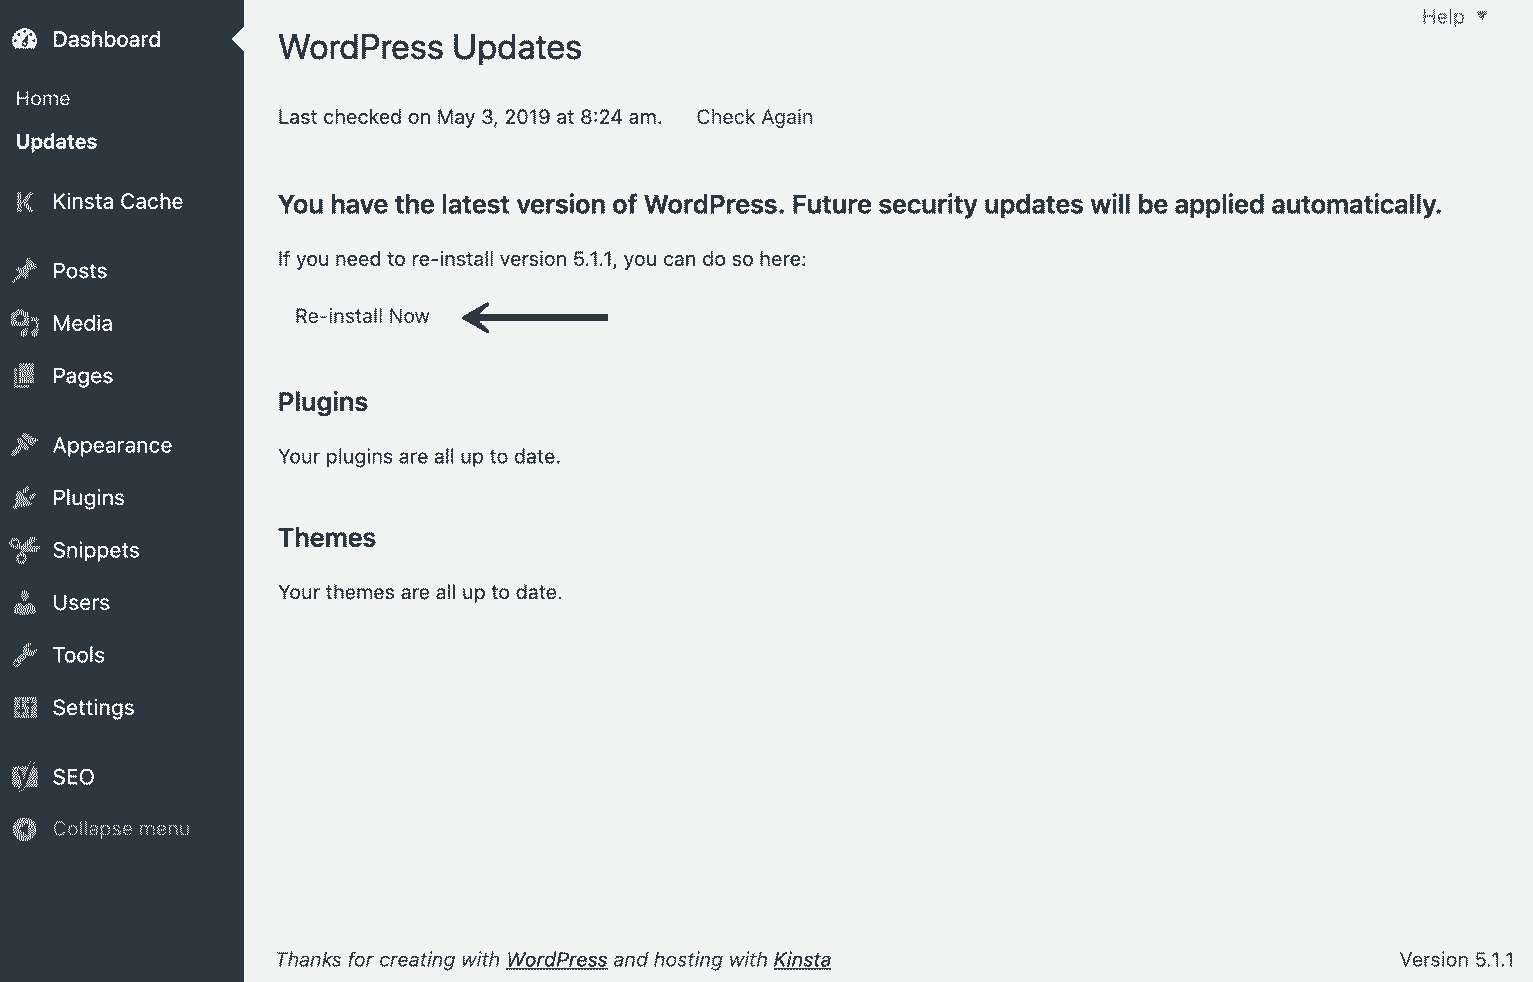 Dashboard
Home
Updates
Kinsta Cache
Posts
Media
Pages
Appearance
Plugins
Snippets
Users
Tools
Settings
SEO
Collapse menu
Help
WordPress Updates
Last checked on May 3, 2019 at 8:24 am. Check Again
You have the latest version of WordPress. Future security updates will be applied automatically.
If you need to re-install version 5.1.1, you can do so here:
Re-install Now
Plugins
Your plugins are all up to date.
Themes
Your themes are all up to date.
Thanks for creating with WordPress and hosting with Kinsta
Version 5.1.1